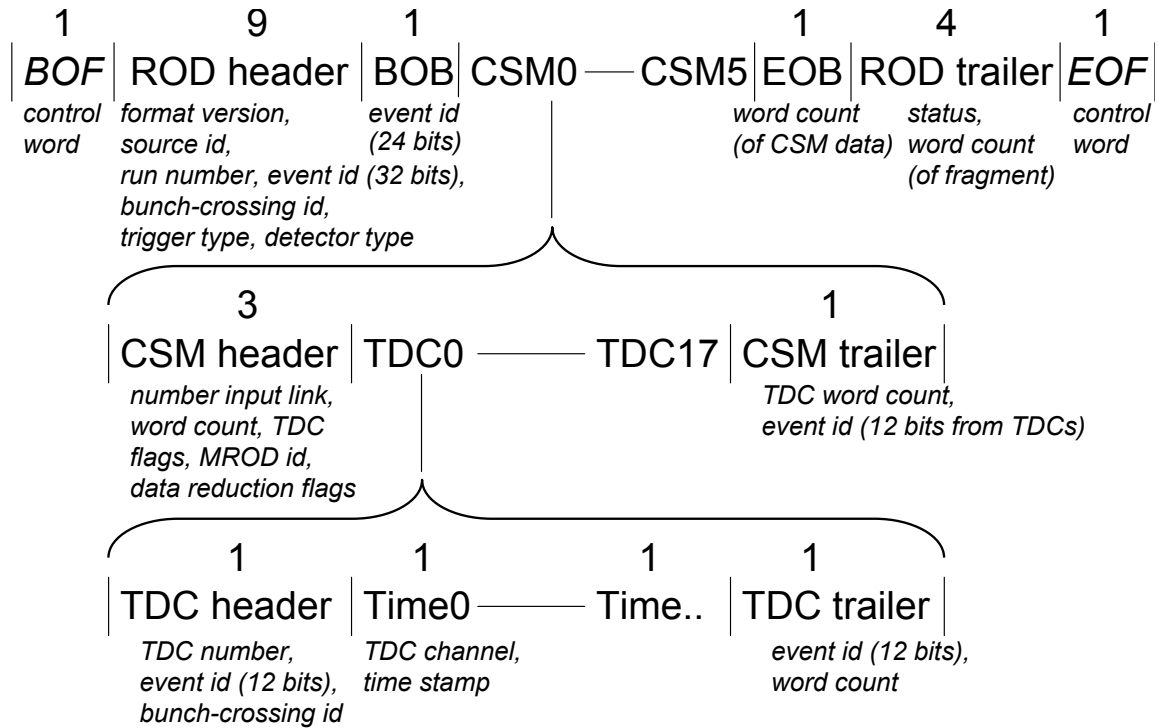 1 9 1 1 4 1
BOF ROD header BOB CSM0 CSM5 EOB ROD trailer EOF
control word
format version,
source id,
run number, event id (32 bits),
bunch-crossing id,
trigger type, detector type
event id
(24 bits)
word count
(of CSM data)
status,
word count
(of fragment)
control
word
3 1
CSM header TDC0 TDC17 CSM trailer
number input link,
word count, TDC
flags, MROD id,
data reduction flags
TDC word count,
event id (12 bits from TDCs)
1 1 1 1
TDC header Time0 Time.. TDC trailer
TDC number,
event id (12 bits),
bunch-crossing id
TDC channel,
time stamp
event id (12 bits),
word count